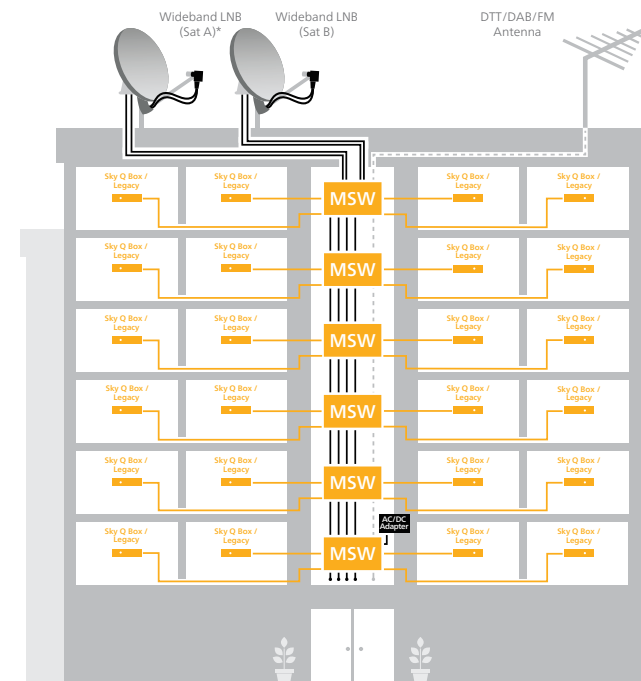 Wideband LNB
(Sat A)*
Wideband LNB
(Sat B)
DTT/DAB/FM
Antenna
Sky Q Box /
Legacy
Sky Q Box /
Legacy
MSW
Sky Q Box /
Legacy
Sky Q Box /
Legacy
Sky Q Box /
Legacy
Sky Q Box /
Legacy
MSW
Sky Q Box /
Legacy
Sky Q Box /
Legacy
Sky Q Box /
Legacy
Sky Q Box /
Legacy
MSW
Sky Q Box /
Legacy
Sky Q Box /
Legacy
Sky Q Box /
Legacy
Sky Q Box /
Legacy
MSW
Sky Q Box /
Legacy
Sky Q Box /
Legacy
Sky Q Box /
Legacy
Sky Q Box /
Legacy
MSW
Sky Q Box /
Legacy
Sky Q Box /
Legacy
AC/DC
Adapter
Sky Q Box /
Legacy
Sky Q Box /
Legacy
MSW
Sky Q Box /
Legacy
Sky Q Box /
Legacy